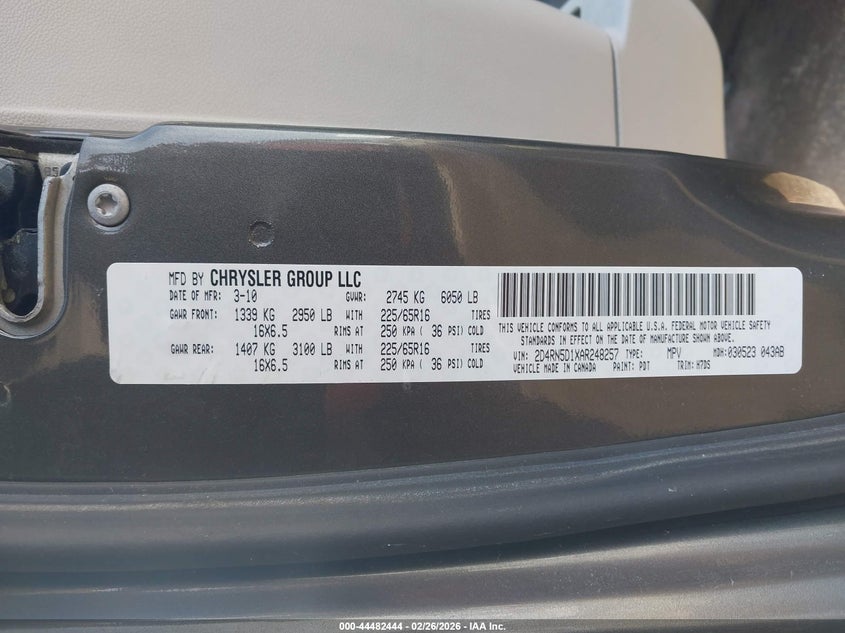 MFD BY CHRYSLER GROUP LLC
DATE OF MFR: 3-10 GVWR: 2745 KG 6050 LB
GAWR FRONT: 1339 KG 2950 LB WITH 225/65R16 TIRES
16X6.5 RIMS AT 250 KPA ( 36 PSI) COLD
GAWR REAR: 1407 KG 3100 LB WITH 225/65R16 TIRES
16X6.5 RIMS AT 250 KPA ( 36 PSI) COLD
THIS VEHICLE CONFORMS TO ALL APPLICABLE U.S.A. FEDERAL MOTOR VEHICLE SAFETY
STANDARDS IN EFFECT ON THE DATE OF MANUFACTURE SHOWN ABOVE.
VIN: 2D4RN5D1XAR248257 TYPE: MPV MDH: 030523 043AB
VEHICLE MADE IN CANADA PAINT: PDT TRIM: H7DS
000-44482444 - 02/26/2026 - IAA Inc.